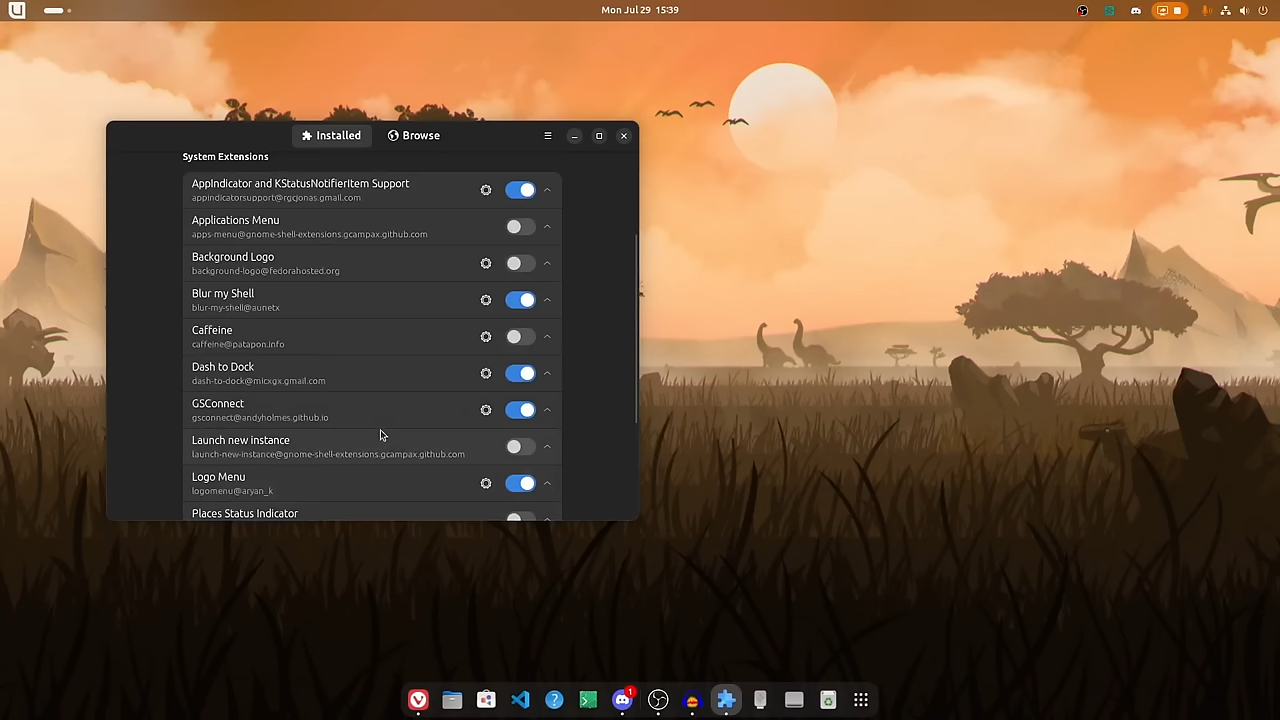 Mon Jul 29 15:39
Installed
Browse
System Extensions
AppIndicator and KStatusNotifierItem Support
appindicatorsupport@rgcjonas.gmail.com
Applications Menu
apps-menu@gnome-shell-extensions.gcampax.github.com
Background Logo
background-logo@fedorahosted.org
Blur my Shell
blur-my-shell@aunetx
Caffeine
caffeine@patapon.info
Dash to Dock
dash-to-dock@micxgx.gmail.com
GSConnect
gsconnect@andyholmes.github.io
Launch new instance
launch-new-instance@gnome-shell-extensions.gcampax.github.com
Logo Menu
logomenu@aryan_k
Places Status Indicator
1